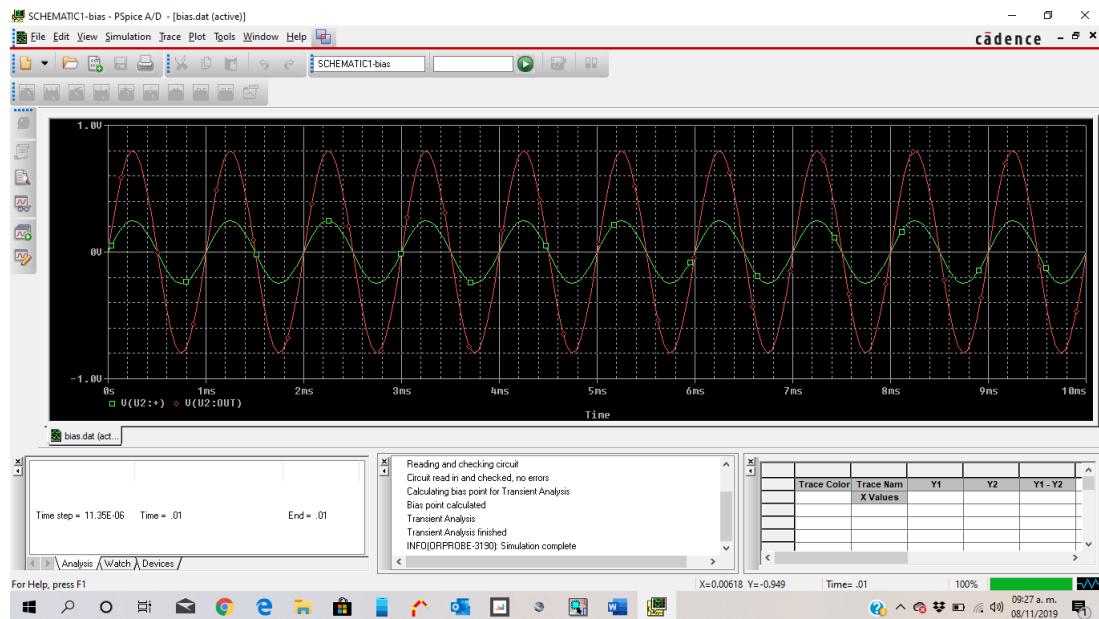 SCHEMATIC1-bias - PSpice A/D - [bias.dat (active)]
File Edit View Simulation Trace Plot Tools Window Help
cādence
SCHEMATIC1-bias
1.0V
0V
-1.0V
0s 1ms 2ms 3ms 4ms 5ms 6ms 7ms 8ms 9ms 10ms
V(U2:+) V(U2:OUT)
Time
bias.dat (act...
Time step = 11.35E-06 Time = .01 End = .01
Analysis Watch Devices
Reading and checking circuit
Circuit read in and checked, no errors
Calculating bias point for Transient Analysis
Bias point calculated
Transient Analysis
Transient Analysis finished
INFO(ORPROBE-3190): Simulation complete
Trace Color Trace Nam Y1 Y2 Y1 - Y2
X Values
For Help, press F1
X=0.00618 Y=-0.949 Time= .01 100%
09:27 a. m.
08/11/2019